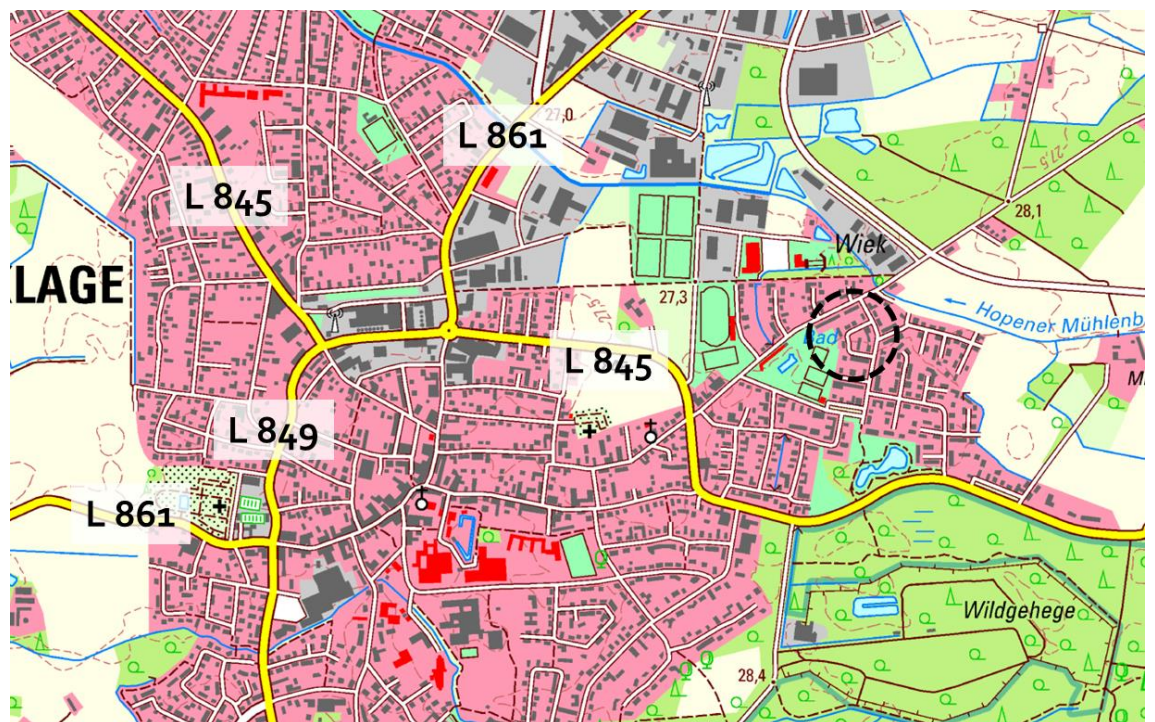 27,0
L 861
L 845
27,5
28,1
Wiek
LAGE
27,3
27,5
Hopener Mühlenb
Bad
L 845
L 849
L 861
Wildgehege
28,4